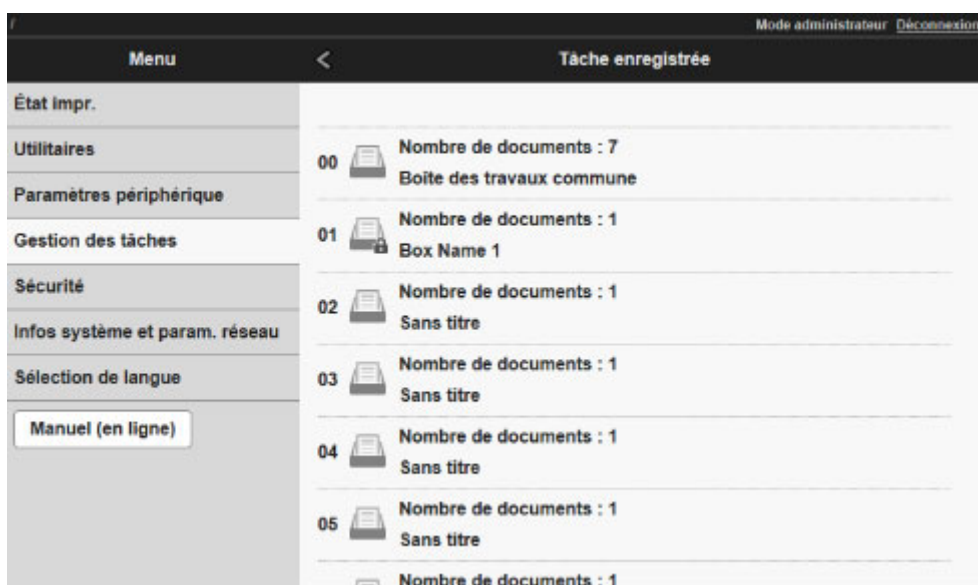 /
Mode administrateur Déconnexion
Menu
< Tâche enregistrée
État impr.
Utilitaires
Paramètres périphérique
Gestion des tâches
Sécurité
Infos système et param. réseau
Sélection de langue
Manuel (en ligne)
00 Nombre de documents : 7
Boîte des travaux commune
01 Nombre de documents : 1
Box Name 1
02 Nombre de documents : 1
Sans titre
03 Nombre de documents : 1
Sans titre
04 Nombre de documents : 1
Sans titre
05 Nombre de documents : 1
Sans titre
Nombre de documents : 1